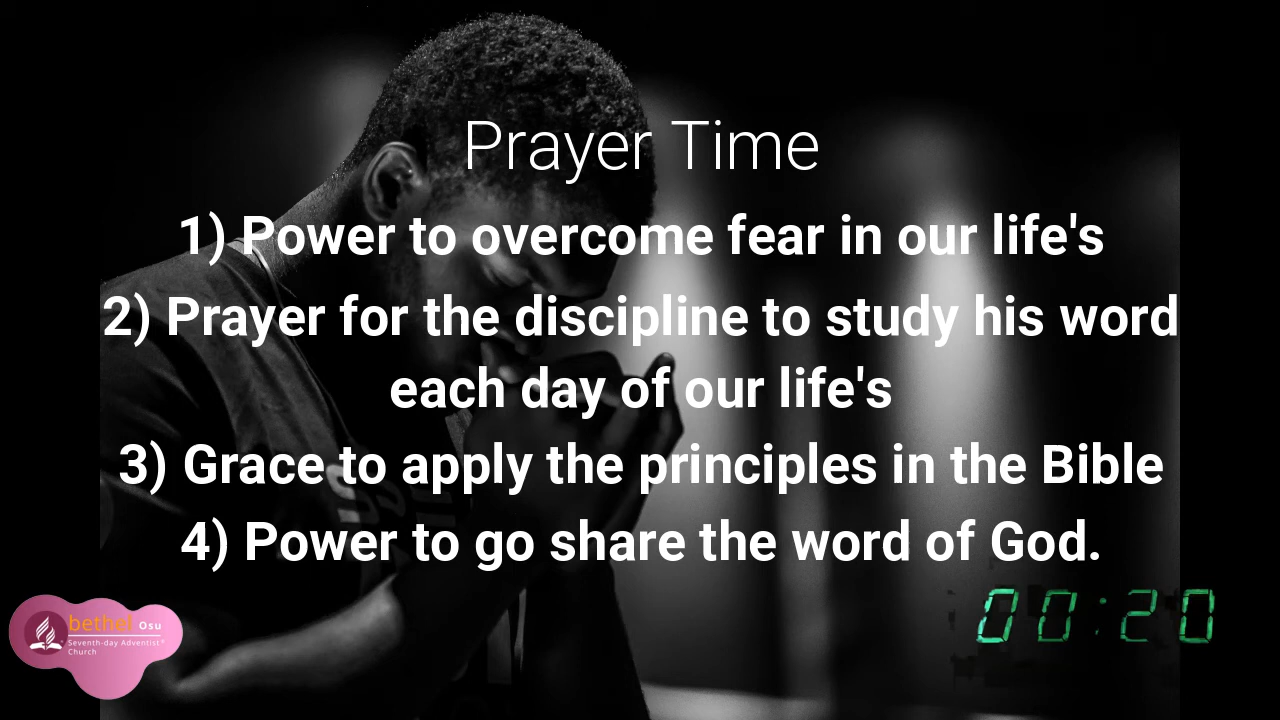 Prayer Time
1) Power to overcome fear in our life's
2) Prayer for the discipline to study his word
each day of our life's
3) Grace to apply the principles in the Bible
4) Power to go share the word of God.
00:20
bethel Osu
Seventh-day Adventist®
Church